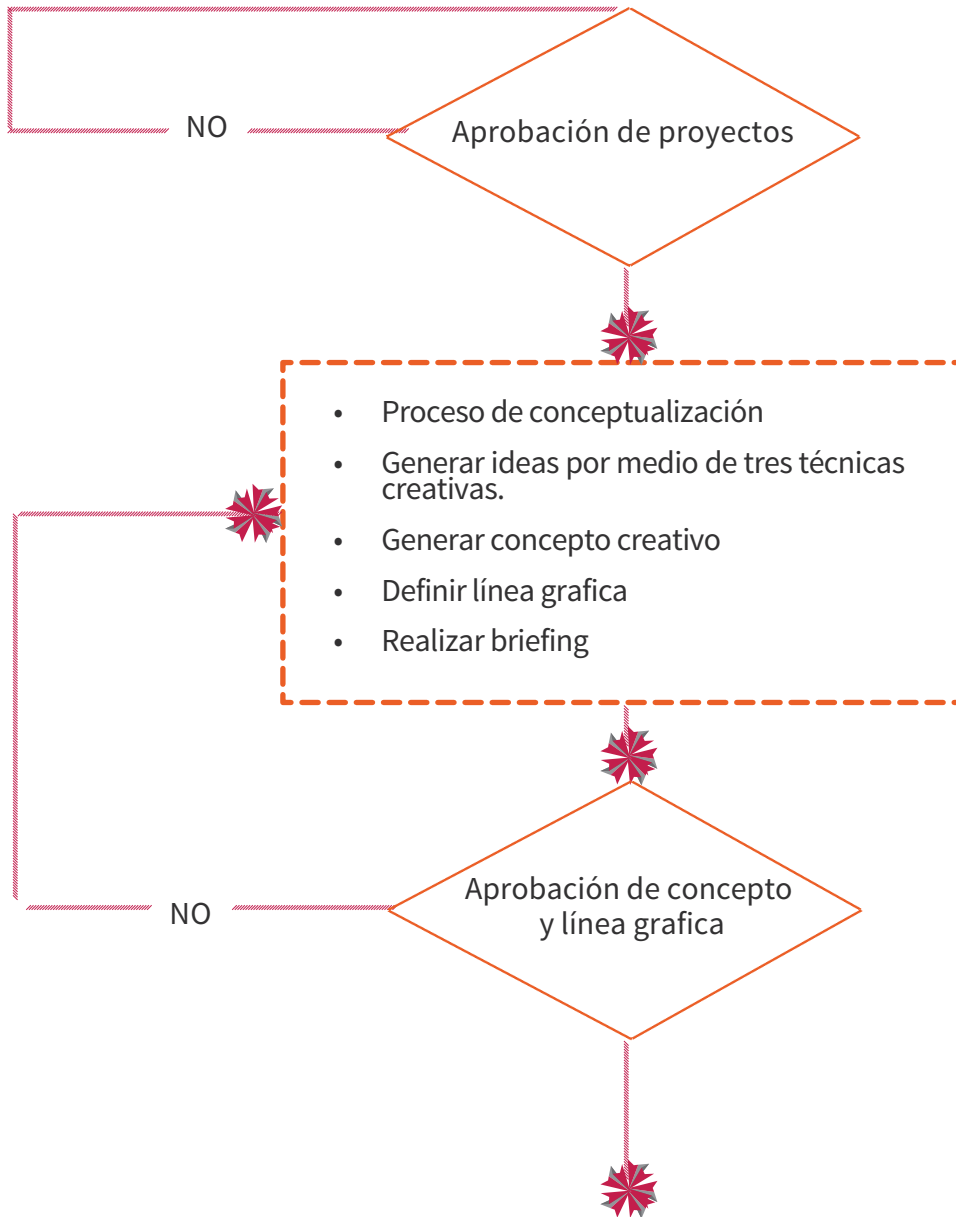 NO
Aprobación de proyectos
• Proceso de conceptualización
• Generar ideas por medio de tres técnicas
creativas.
• Generar concepto creativo
• Definir línea grafica
• Realizar briefing
Aprobación de concepto
y línea grafica
NO